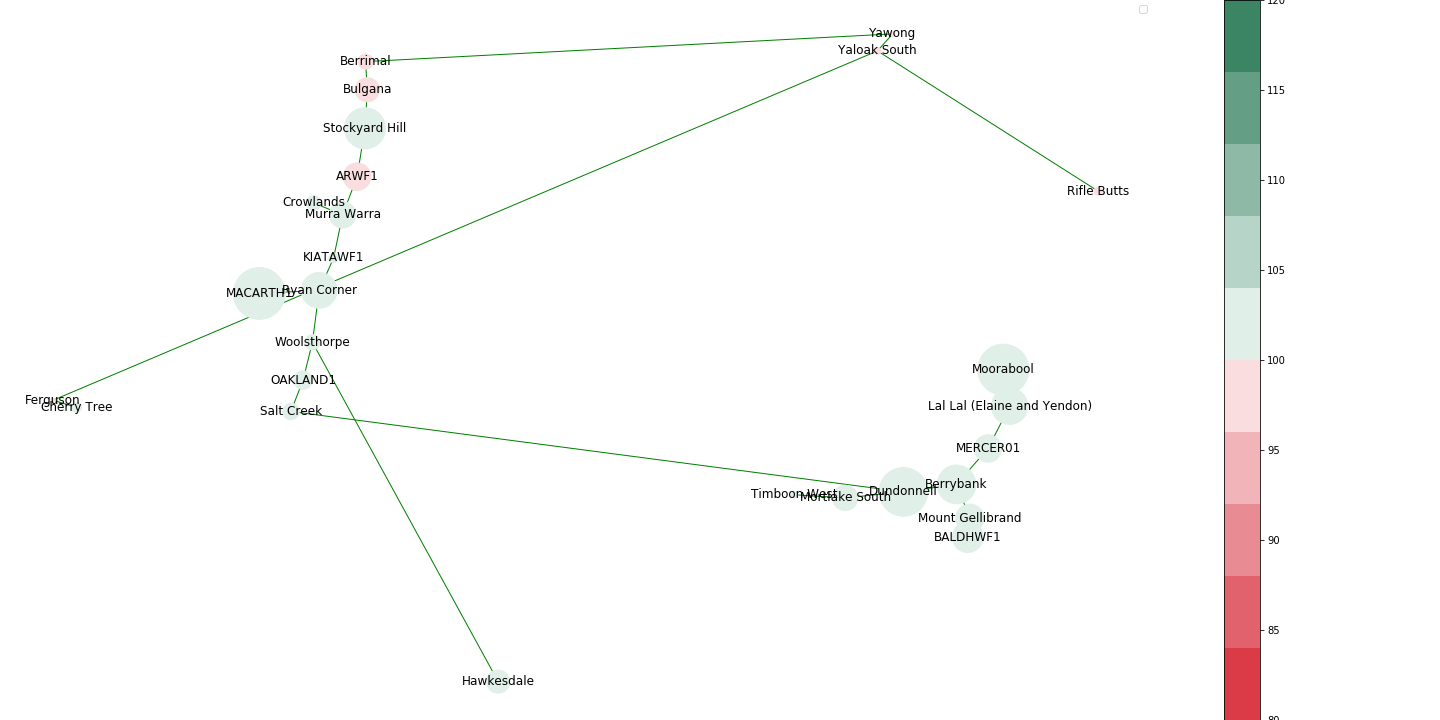 120
Yawong
Yaloak South
Berrimal
Bulgana
115
Stockyard Hill
ARWF1
110
Rifle Butts
Crowlands
Murra Warra
KIATAWF1
105
MACARTH1
Ryan Corner
Woolsthorpe
100
Moorabool
OAKLAND1
Ferguson
Cherry Tree
Salt Creek
Lal Lal (Elaine and Yendon)
MERCER01
95
Berrybank
Dundonnell
Timboon West
Mortlake South
Mount Gellibrand
BALDHWF1
90
85
Hawkesdale
80